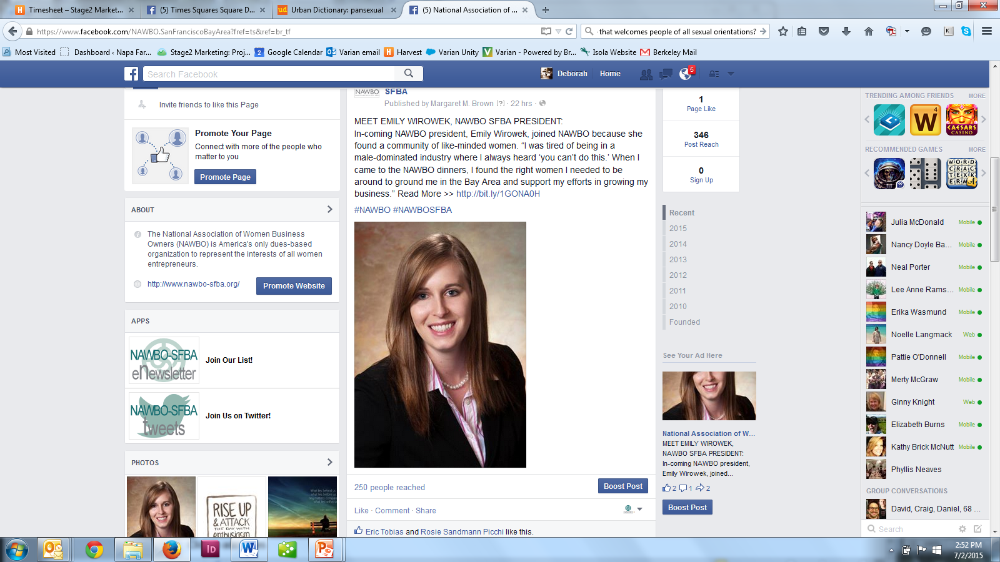 Timesheet – Stage2 Market...
(5) Times Squares Square D...
Urban Dictionary: pansexual
(5) National Association of ...
https://www.facebook.com/NAWBO.SanFranciscoBayArea?fref=ts&ref=br_tf
that welcomes people of all sexual orientations?
Most Visited
Dashboard ‹ Napa Far...
Stage2 Marketing: Proj...
Google Calendar
Varian email
Harvest
Varian Unity
Varian - Powered by Br...
Isola Website
Berkeley Mail
Search Facebook
Deborah
Home
5
Invite friends to like this Page
Promote Your Page
Connect with more of the people who
matter to you
Promote Page
ABOUT
The National Association of Women Business
Owners (NAWBO) is America's only dues-based
organization to represent the interests of all women
entrepreneurs.
http://www.nawbo-sfba.org/
Promote Website
APPS
NAWBO-SFBA
eNewsletter
Join Our List!
NAWBO-SFBA
tweets
Join Us on Twitter!
PHOTOS
RISE UP
& ATTACK
THE DAY WITH
enthusiasm
NAWBO
SFBA
Published by Margaret M. Brown [?] · 22 hrs ·
MEET EMILY WIROWEK, NAWBO SFBA PRESIDENT:
In-coming NAWBO president, Emily Wirowek, joined NAWBO because she
found a community of like-minded women. “I was tired of being in a
male-dominated industry where I always heard ‘you can’t do this.’ When I
came to the NAWBO dinners, I found the right women I needed to be
around to ground me in the Bay Area and support my efforts in growing my
business.” Read More >> http://bit.ly/1GONA0H
#NAWBO #NAWBOSFBA
250 people reached
Boost Post
Like · Comment · Share
Eric Tobias and Rosie Sandmann Picchi like this.
1
Page Like
346
Post Reach
0
Sign Up
Recent
2015
2014
2013
2012
2011
2010
Founded
See Your Ad Here
National Association of W...
MEET EMILY WIROWEK,
NAWBO SFBA PRESIDENT:
In-coming NAWBO president,
Emily Wirowek, joined...
2 1 2
Boost Post
TRENDING AMONG FRIENDS
MORE
W 4
CAESARS
CASINO
RECOMMENDED GAMES
MORE
WORD
CRAC
Julia McDonald Mobile
Nancy Doyle Ba... Mobile
Neal Porter Mobile
Lee Anne Rams... Mobile
Erika Wasmund Mobile
Noelle Langmack Web
Pattie O'Donnell Mobile
Merty McGraw Mobile
Ginny Knight Web
Elizabeth Burns Mobile
Kathy Brick McNutt Mobile
Phyllis Neaves
GROUP CONVERSATIONS
David, Craig, Daniel, 68 ...
Search
2:52 PM
7/2/2015